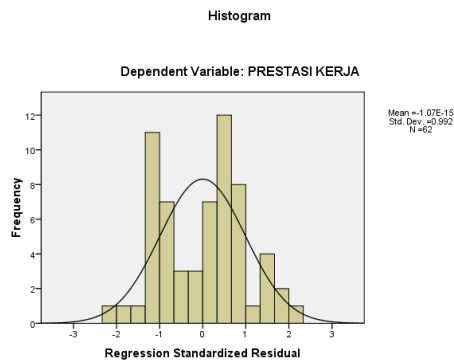 Histogram
Dependent Variable: PRESTASI KERJA
Mean =-1.07E-15
Std. Dev. =0.992
N =62
Frequency
12
10
8
6
4
2
0
-3 -2 -1 0 1 2 3
Regression Standardized Residual